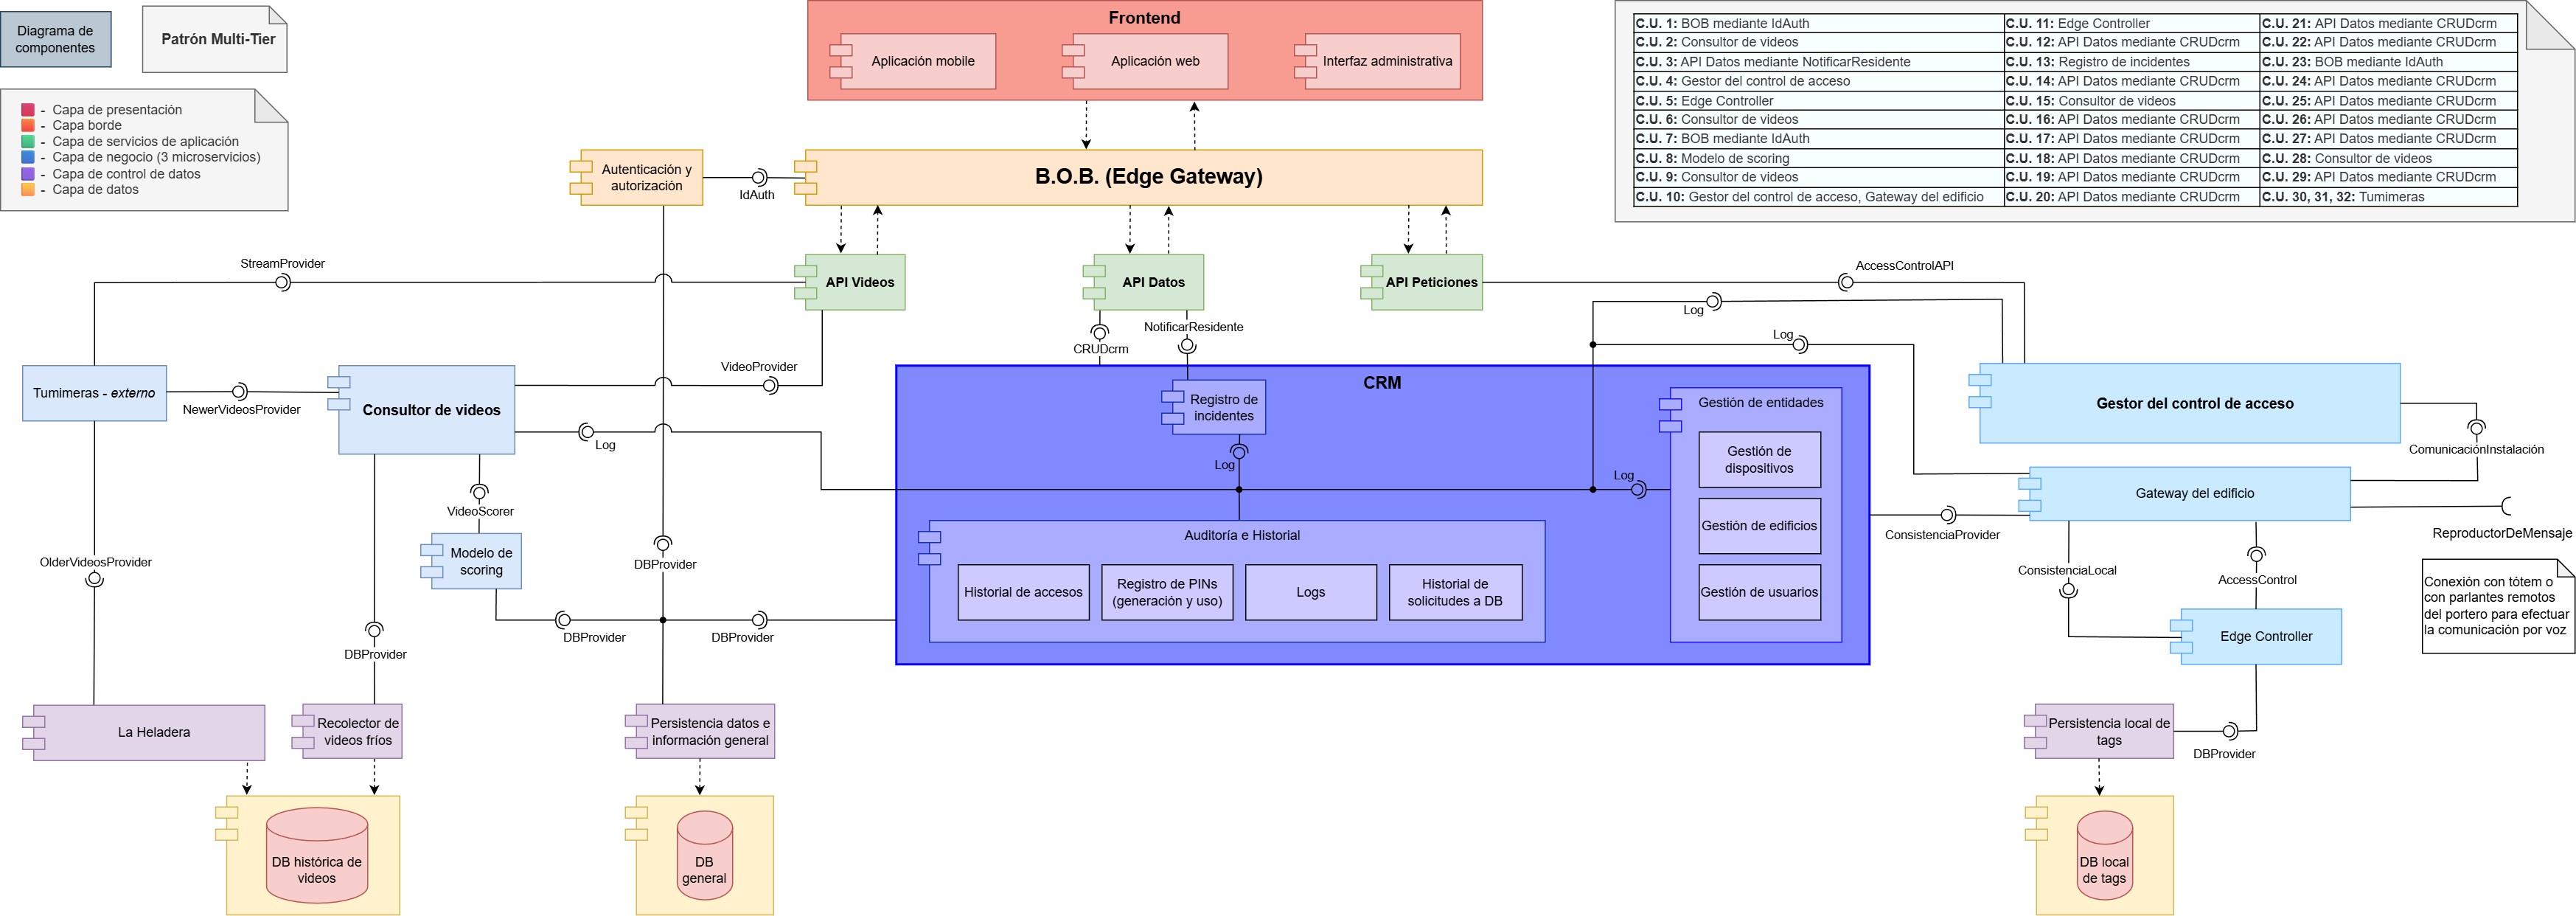 Diagrama de
componentes
Patrón Multi-Tier
- Capa de presentación
- Capa borde
- Capa de servicios de aplicación
- Capa de negocio (3 microservicios)
- Capa de control de datos
- Capa de datos
Frontend
Aplicación mobile
Aplicación web
Interfaz administrativa
C.U. 1: BOB mediante IdAuth
C.U. 11: Edge Controller
C.U. 21: API Datos mediante CRUDcrm
C.U. 2: Consultor de videos
C.U. 12: API Datos mediante CRUDcrm
C.U. 22: API Datos mediante CRUDcrm
C.U. 3: API Datos mediante NotificarResidente
C.U. 13: Registro de incidentes
C.U. 23: BOB mediante IdAuth
C.U. 4: Gestor del control de acceso
C.U. 14: API Datos mediante CRUDcrm
C.U. 24: API Datos mediante CRUDcrm
C.U. 5: Edge Controller
C.U. 15: Consultor de videos
C.U. 25: API Datos mediante CRUDcrm
C.U. 6: Consultor de videos
C.U. 16: API Datos mediante CRUDcrm
C.U. 26: API Datos mediante CRUDcrm
C.U. 7: BOB mediante IdAuth
C.U. 17: API Datos mediante CRUDcrm
C.U. 27: API Datos mediante CRUDcrm
C.U. 8: Modelo de scoring
C.U. 18: API Datos mediante CRUDcrm
C.U. 28: Consultor de videos
C.U. 9: Consultor de videos
C.U. 19: API Datos mediante CRUDcrm
C.U. 29: API Datos mediante CRUDcrm
C.U. 10: Gestor del control de acceso, Gateway del edificio
C.U. 20: API Datos mediante CRUDcrm
C.U. 30, 31, 32: Tumimeras
Autenticación y
autorización
IdAuth
B.O.B. (Edge Gateway)
StreamProvider
API Videos
API Datos
API Peticiones
AccessControlAPI
Log
Log
CRUDcrm
NotificarResidente
Tumimeras - externo
NewerVideosProvider
Consultor de videos
VideoProvider
Log
CRM
Registro de
incidentes
Log
Gestión de entidades
Gestión de
dispositivos
Gestión de edificios
Gestión de usuarios
Log
Gestor del control de acceso
ComunicaciónInstalación
Gateway del edificio
ReproductorDeMensaje
ConsistenciaProvider
VideoScorer
Modelo de
scoring
OlderVideosProvider
DBProvider
Auditoría e Historial
Historial de accesos
Registro de PINs
(generación y uso)
Logs
Historial de
solicitudes a DB
ConsistenciaLocal
AccessControl
Edge Controller
Conexión con tótem o
con parlantes remotos
del portero para efectuar
la comunicación por voz
DBProvider
DBProvider
DBProvider
La Heladera
Recolector de
videos fríos
Persistencia datos e
información general
Persistencia local de
tags
DBProvider
DB histórica de
videos
DB
general
DB local
de tags